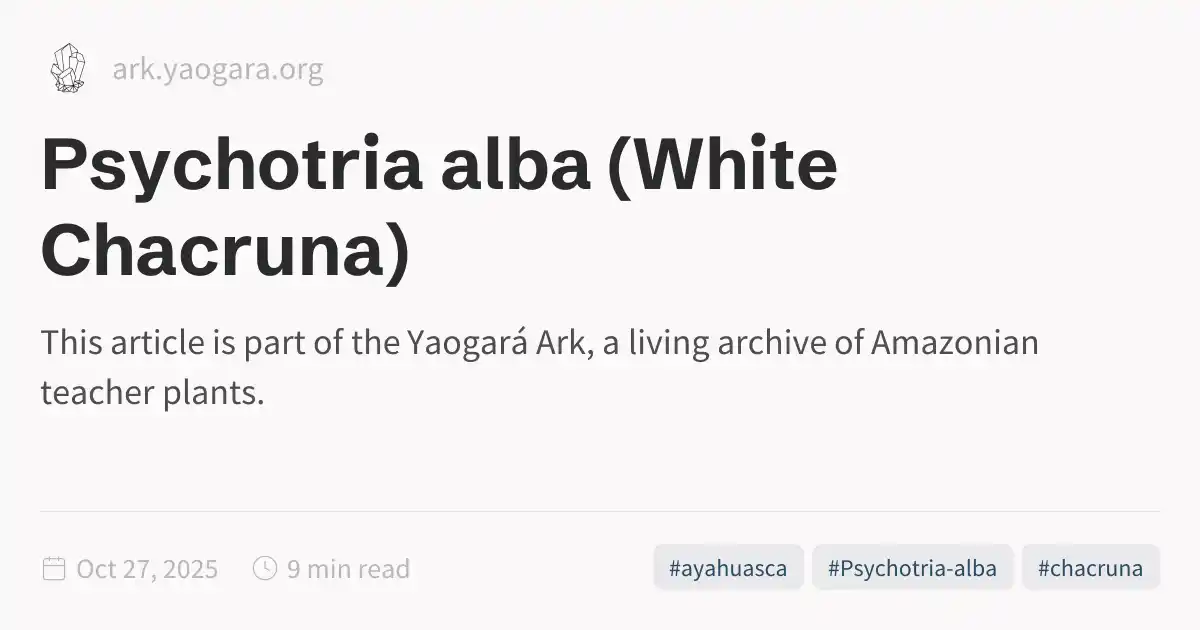 ark.yaogara.org
Psychotria alba (White
Chacruna)
This article is part of the Yaogará Ark, a living archive of Amazonian
teacher plants.
Oct 27, 2025
9 min read
#ayahuasca
#Psychotria-alba
#chacruna